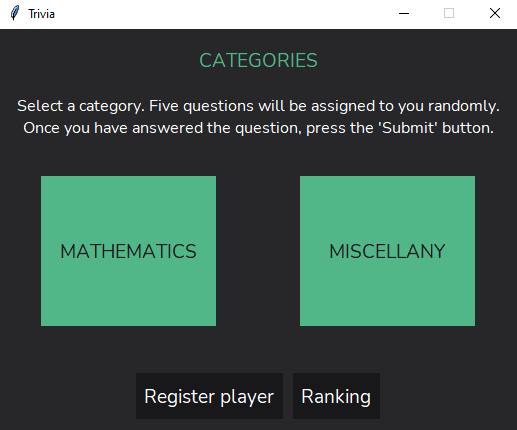 Trivia
CATEGORIES
Select a category. Five questions will be assigned to you randomly.
Once you have answered the question, press the 'Submit' button.
MATHEMATICS
MISCELLANY
Register player
Ranking